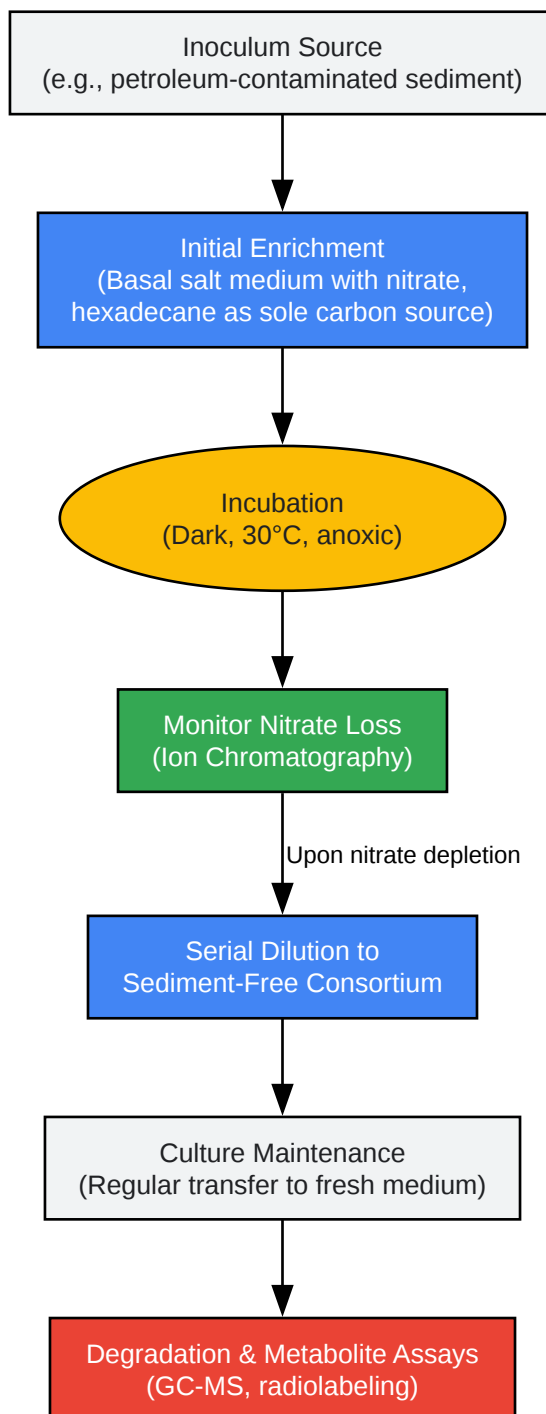 Inoculum Source
(e.g., petroleum-contaminated sediment)
Initial Enrichment
(Basal salt medium with nitrate,
hexadecane as sole carbon source)
Incubation
(Dark, 30°C, anoxic)
Monitor Nitrate Loss
(Ion Chromatography)
Upon nitrate depletion
Serial Dilution to
Sediment-Free Consortium
Culture Maintenance
(Regular transfer to fresh medium)
Degradation & Metabolite Assays
(GC-MS, radiolabeling)